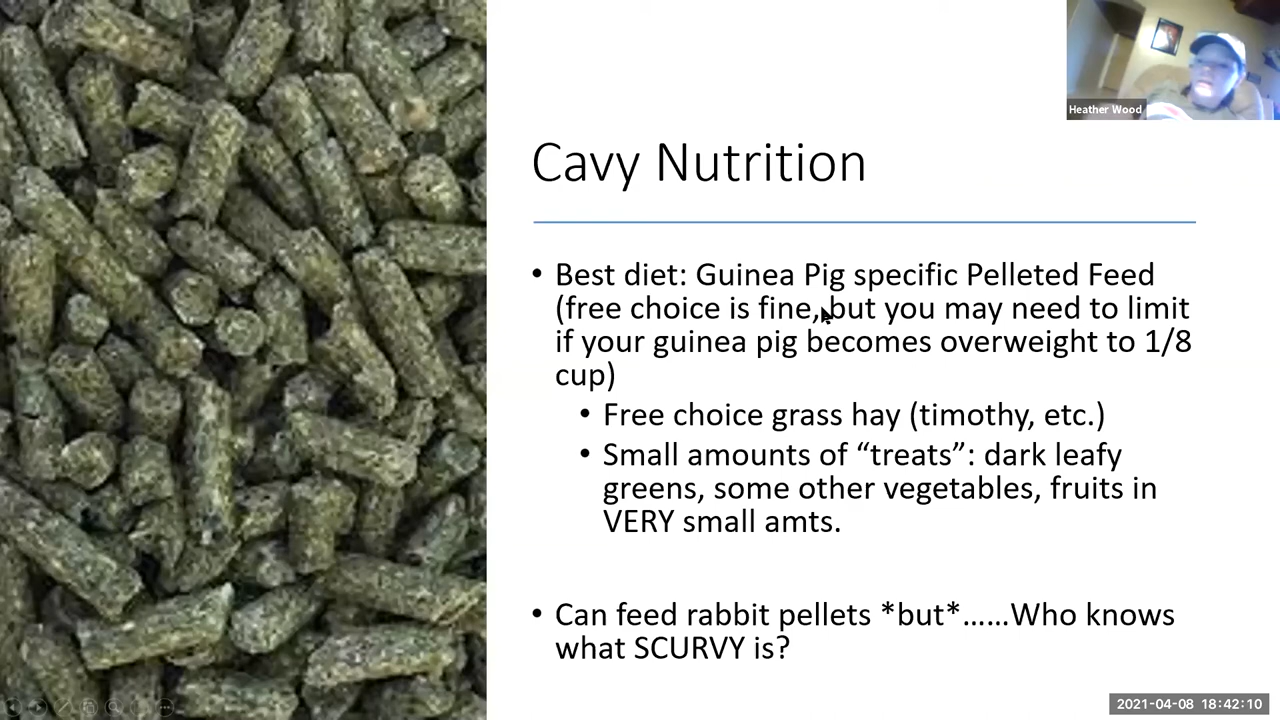 Heather Wood
Cavy Nutrition
• Best diet: Guinea Pig specific Pelleted Feed
(free choice is fine, but you may need to limit
if your guinea pig becomes overweight to 1/8
cup)
• Free choice grass hay (timothy, etc.)
• Small amounts of “treats”: dark leafy
greens, some other vegetables, fruits in
VERY small amts.
• Can feed rabbit pellets *but*……Who knows
what SCURVY is?
2021-04-08 18:42:10